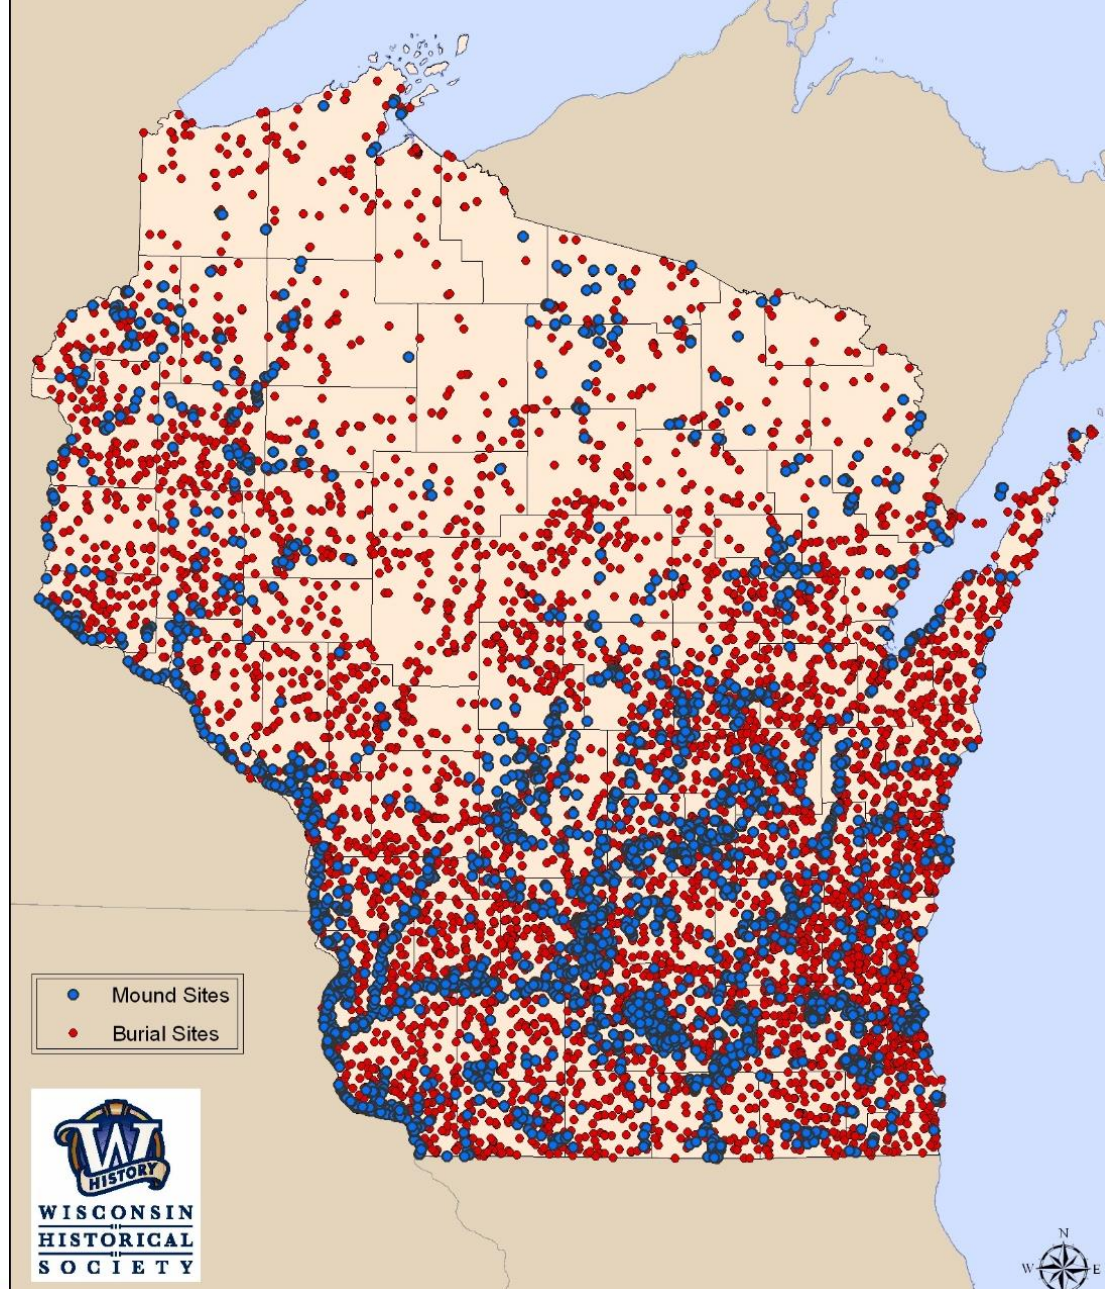 Mound Sites
Burial Sites
W
HISTORY
WISCONSIN
HISTORICAL
SOCIETY
N
W
E